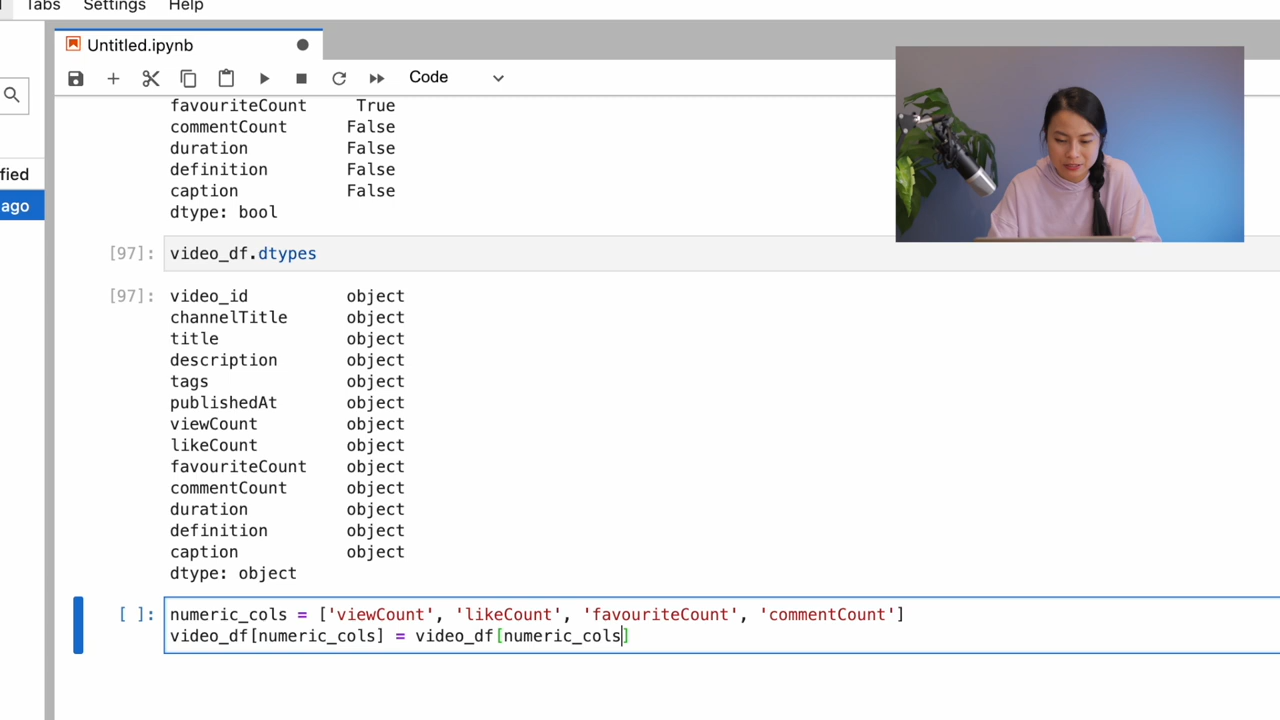 Tabs Settings Help
Untitled.ipynb
Code
fied
ago
favouriteCount True
commentCount False
duration False
definition False
caption False
dtype: bool
[97]: video_df.dtypes
[97]: video_id object
channelTitle object
title object
description object
tags object
publishedAt object
viewCount object
likeCount object
favouriteCount object
commentCount object
duration object
definition object
caption object
dtype: object
[ ]: numeric_cols = ['viewCount', 'likeCount', 'favouriteCount', 'commentCount']
video_df[numeric_cols] = video_df[numeric_cols]